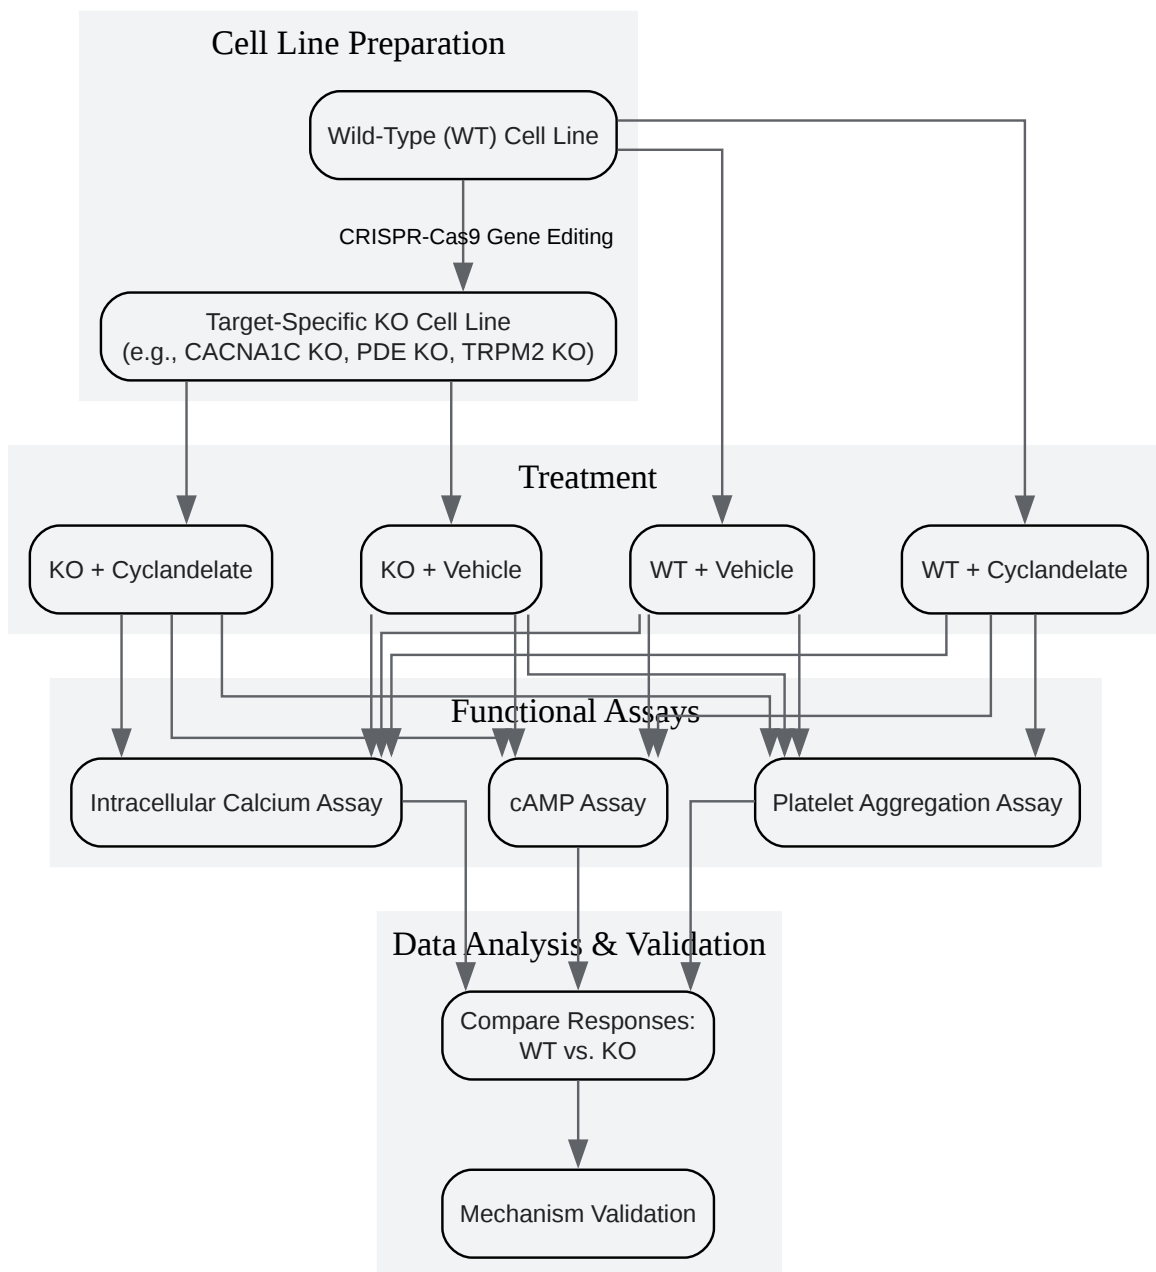 Cell Line Preparation
Wild-Type (WT) Cell Line
CRISPR-Cas9 Gene Editing
Target-Specific KO Cell Line
(e.g., CACNA1C KO, PDE KO, TRPM2 KO)
Treatment
KO + Cyclandelate
KO + Vehicle
WT + Vehicle
WT + Cyclandelate
Functional Assays
Intracellular Calcium Assay
cAMP Assay
Platelet Aggregation Assay
Data Analysis & Validation
Compare Responses:
WT vs. KO
Mechanism Validation